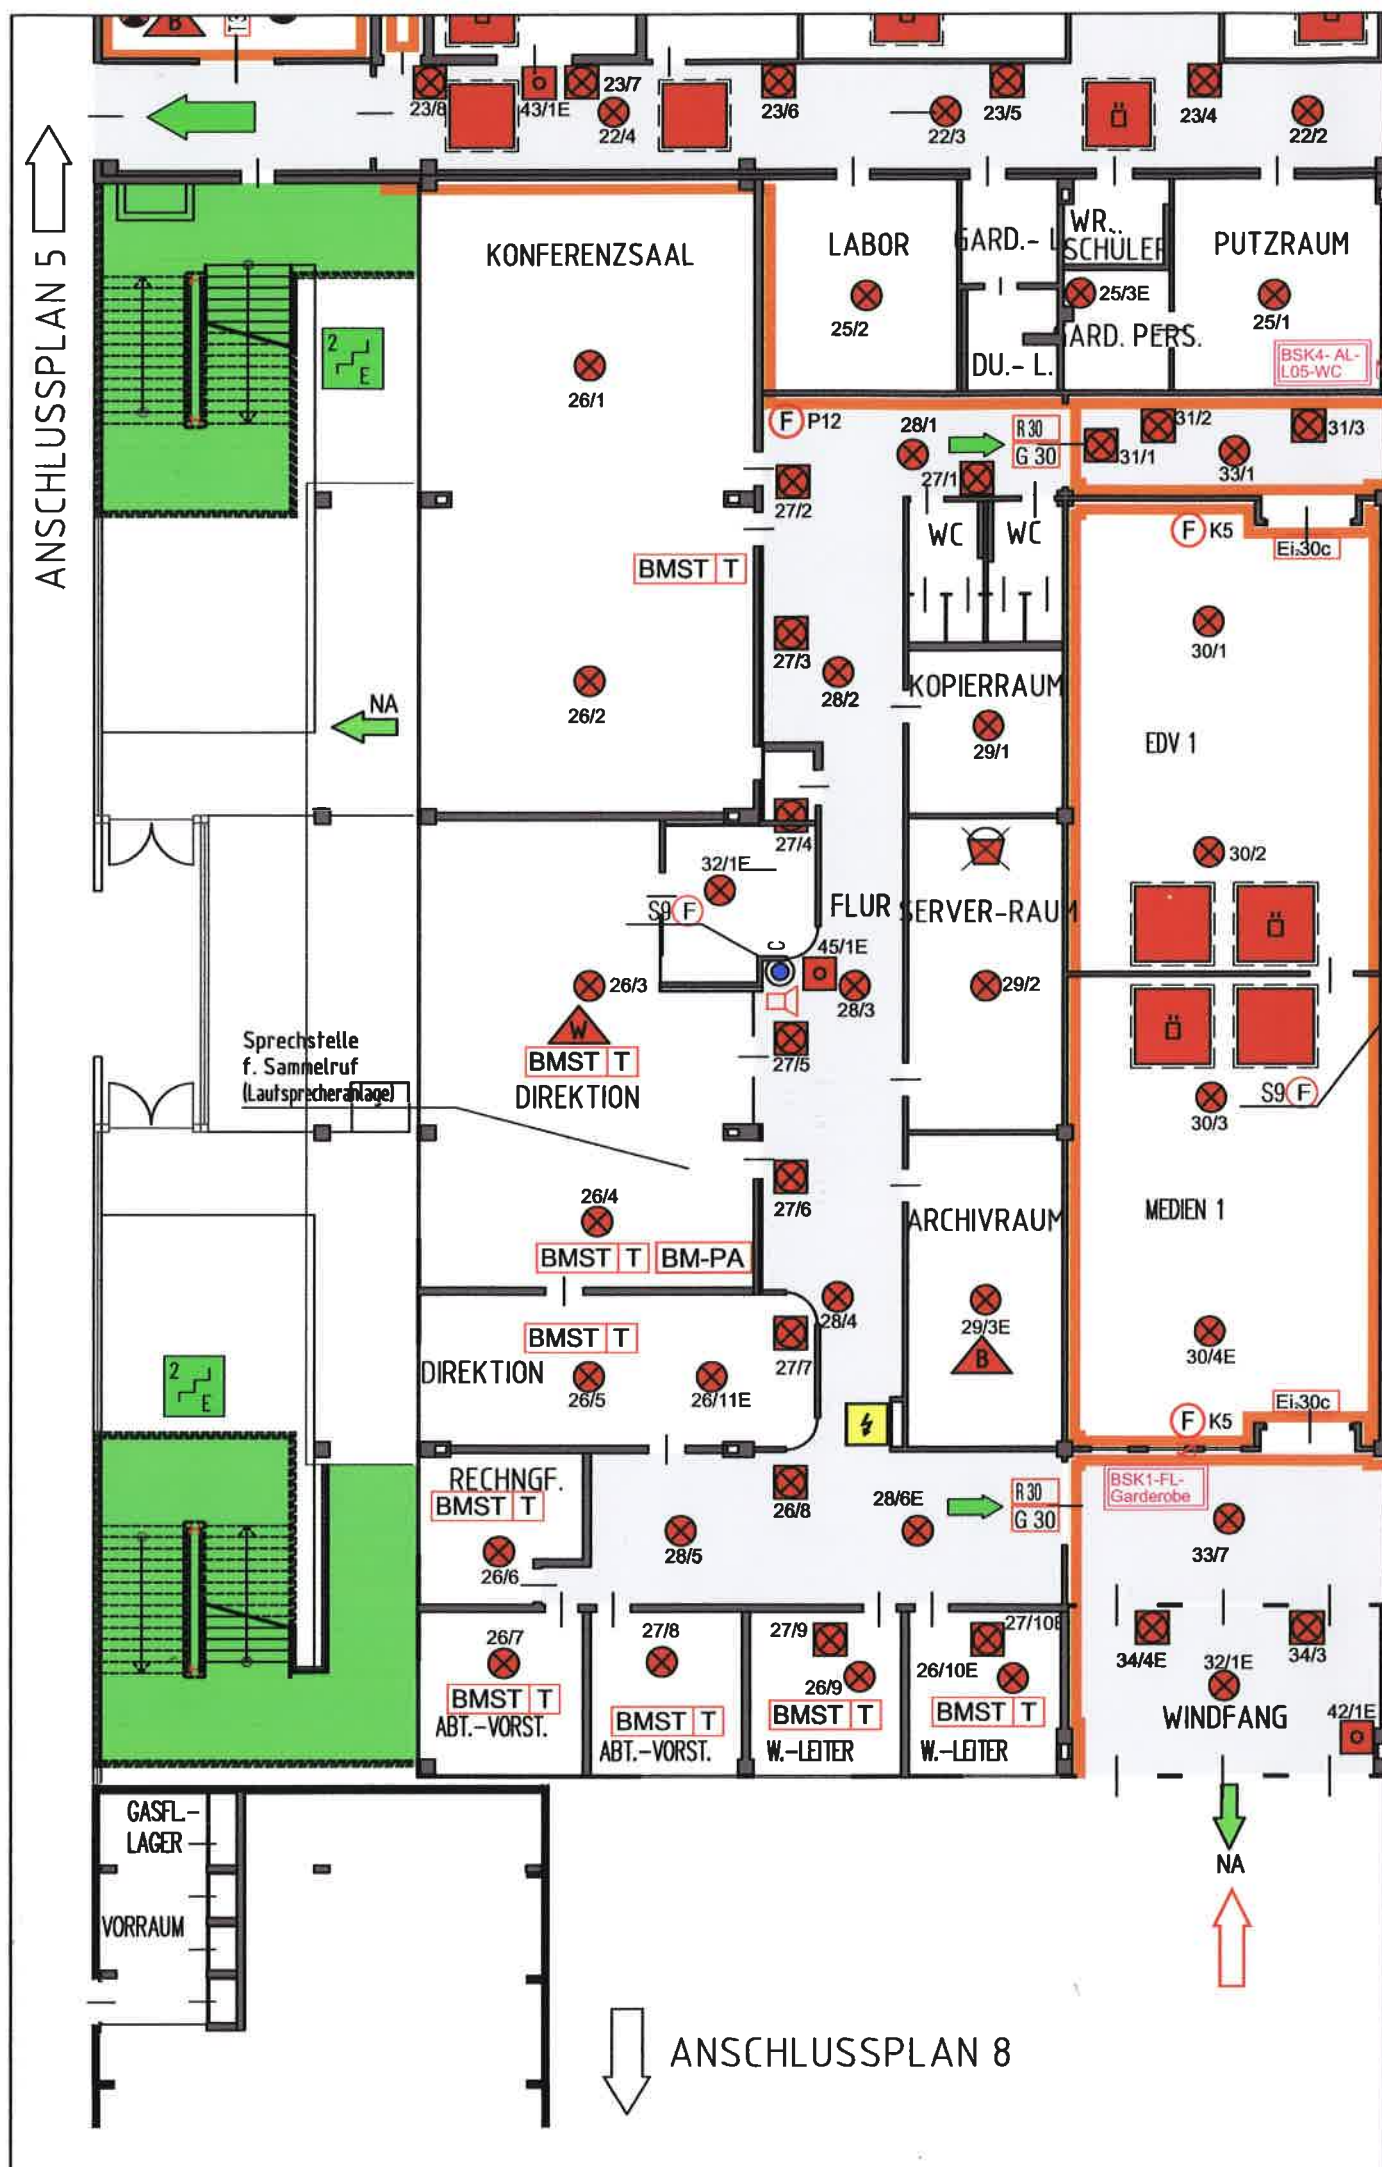 B
T3
23/8
43/1E
23/7
22/4
23/6
22/3
23/5
Ü
23/4
22/2
ANSCHLUSSPLAN 5
KONFERENZSAAL
LABOR
GARD.- L
WR..
SCHÜLER
PUTZRAUM
25/2
25/3E
25/1
2
E
DU.- L.
GARD. PERS.
BSK4- AL-
L05-WC
26/1
F P12
28/1
R 30
G 30
31/1
31/2
33/1
31/3
27/1
27/2
WC
WC
F K5
Ei₂30c
BMST T
27/3
28/2
30/1
KOPIERRAUM
NA
26/2
29/1
EDV 1
27/4
32/1E
30/2
S9 F
FLUR
SERVER-RAUM
Ü
C
45/1E
26/3
28/3
29/2
W
Ü
Sprechstelle
f. Sammelruf
(Lautsprecheranlage)
BMST T
27/5
DIREKTION
30/3
S9 F
26/4
27/6
ARCHIVRAUM
MEDIEN 1
BMST T
BM-PA
28/4
29/3E
BMST T
27/7
30/4E
DIREKTION
B
26/5
26/11E
2
E
Ei₂30c
F K5
RECHNGF.
BMST T
26/8
28/6E
R 30
G 30
BSK1-FL-
Garderobe
26/6
28/5
33/7
26/7
27/8
27/9
27/10E
26/9
26/10E
34/4E
32/1E
34/3
BMST T
BMST T
BMST T
BMST T
WINDFANG
42/1E
ABT.-VORST.
ABT.-VORST.
W.-LEITER
W.-LEITER
GASFL.-
LAGER
NA
VORRAUM
ANSCHLUSSPLAN 8